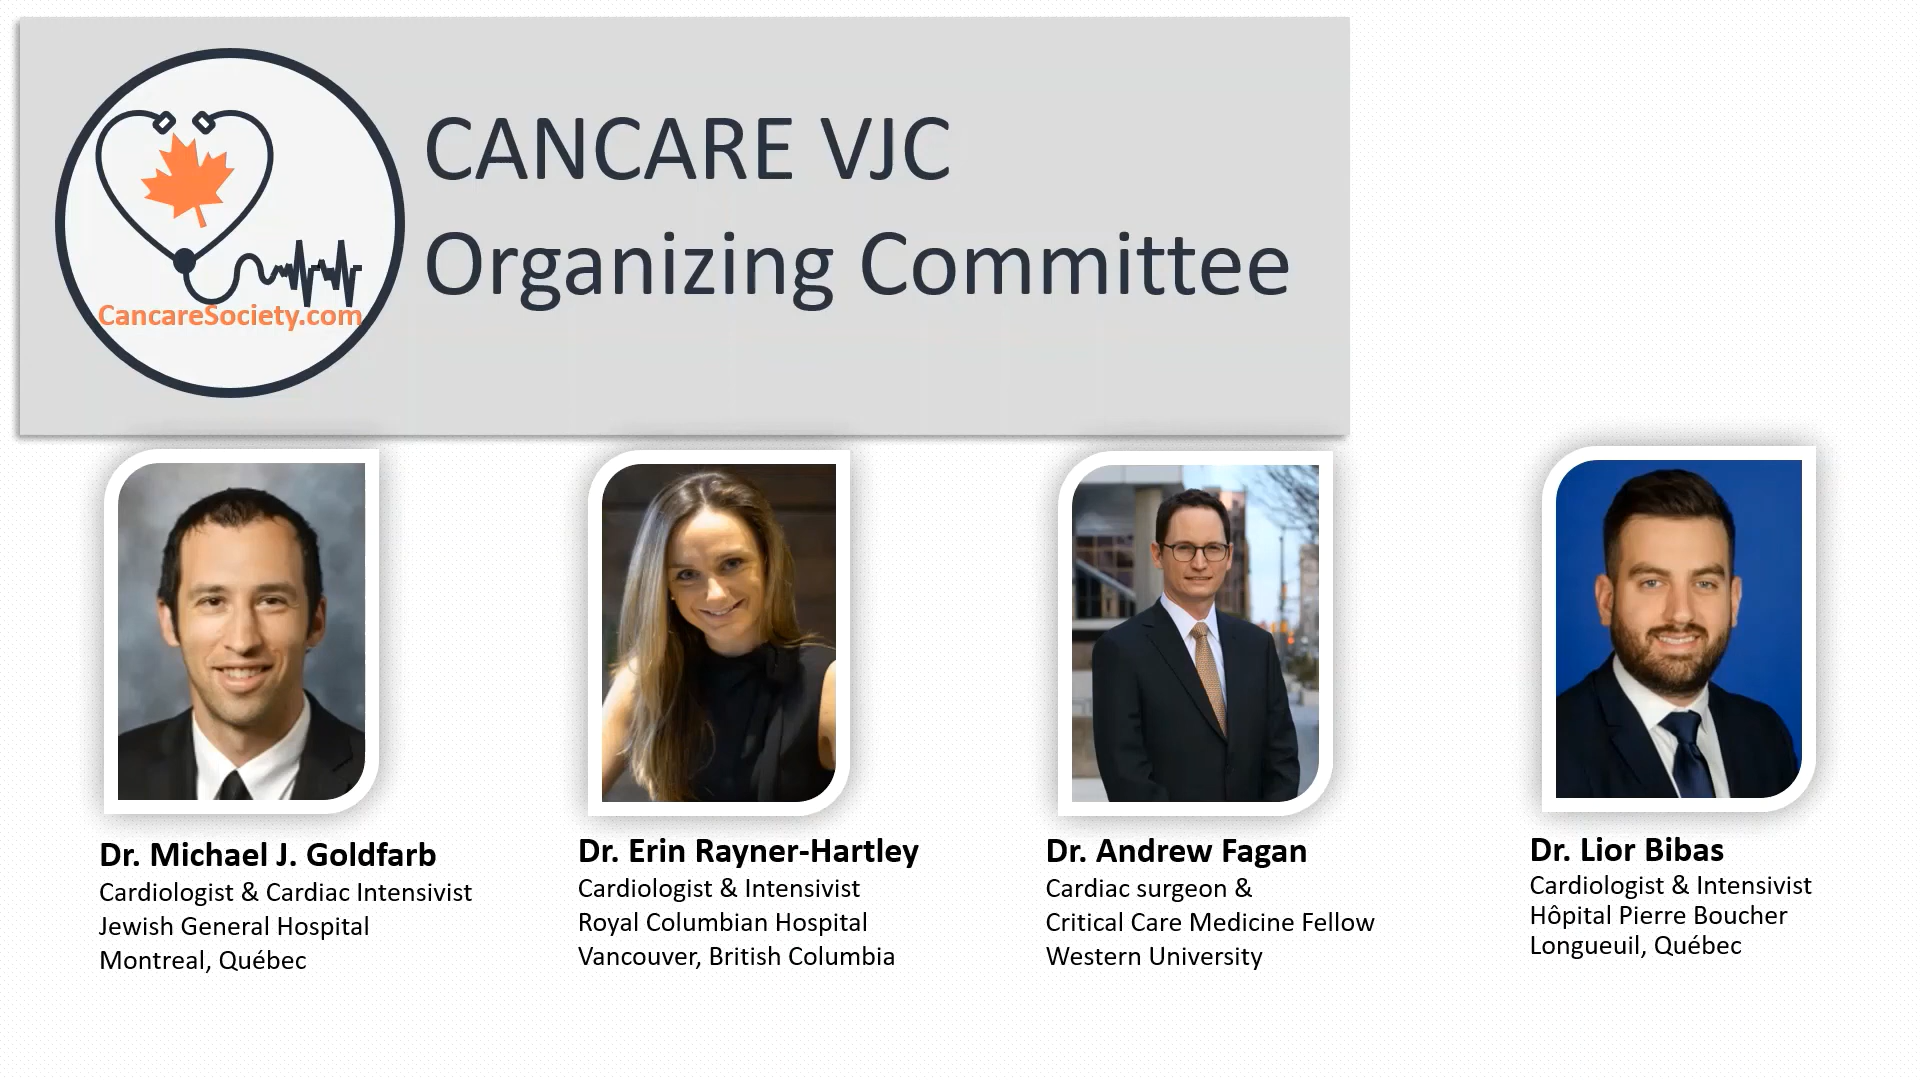 CANCARE VJC
Organizing Committee
CancareSociety.com
Dr. Michael J. Goldfarb
Cardiologist & Cardiac Intensivist
Jewish General Hospital
Montreal, Québec
Dr. Erin Rayner-Hartley
Cardiologist & Intensivist
Royal Columbian Hospital
Vancouver, British Columbia
Dr. Andrew Fagan
Cardiac surgeon &
Critical Care Medicine Fellow
Western University
Dr. Lior Bibas
Cardiologist & Intensivist
Hôpital Pierre Boucher
Longueuil, Québec